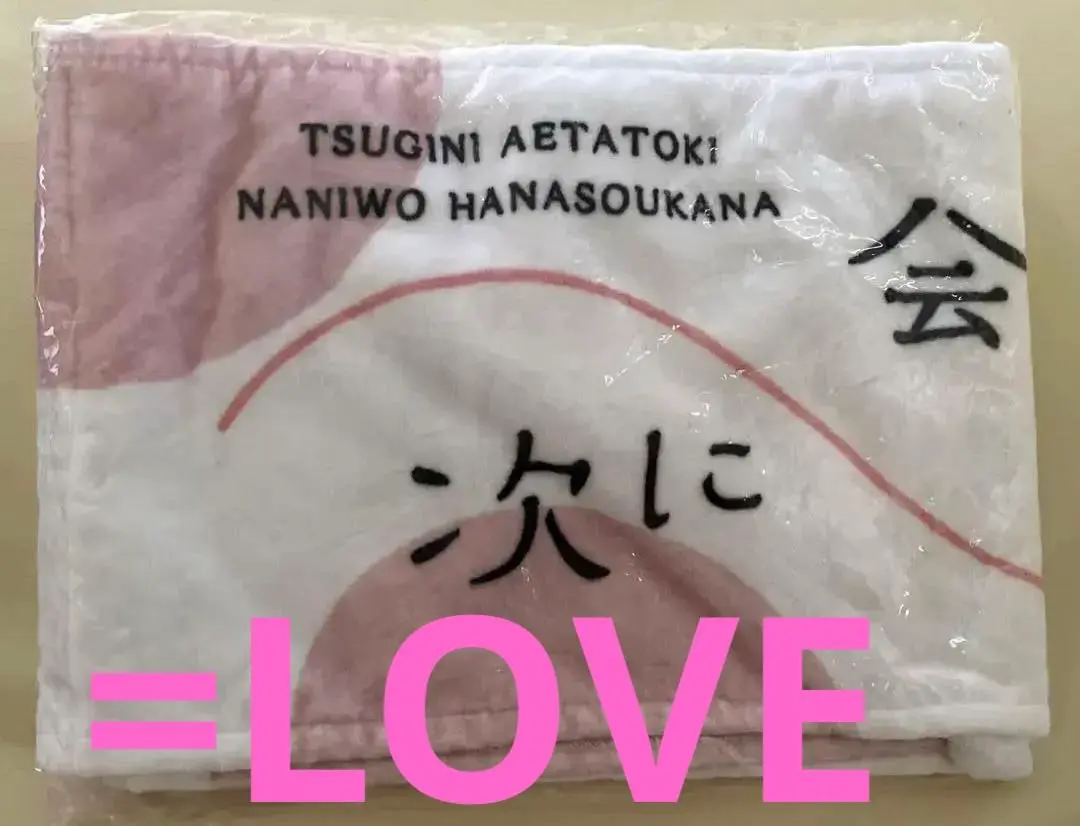 TSUGINI AETATOKI
NANIWO HANASOUKANA
会
次に
=LOVE